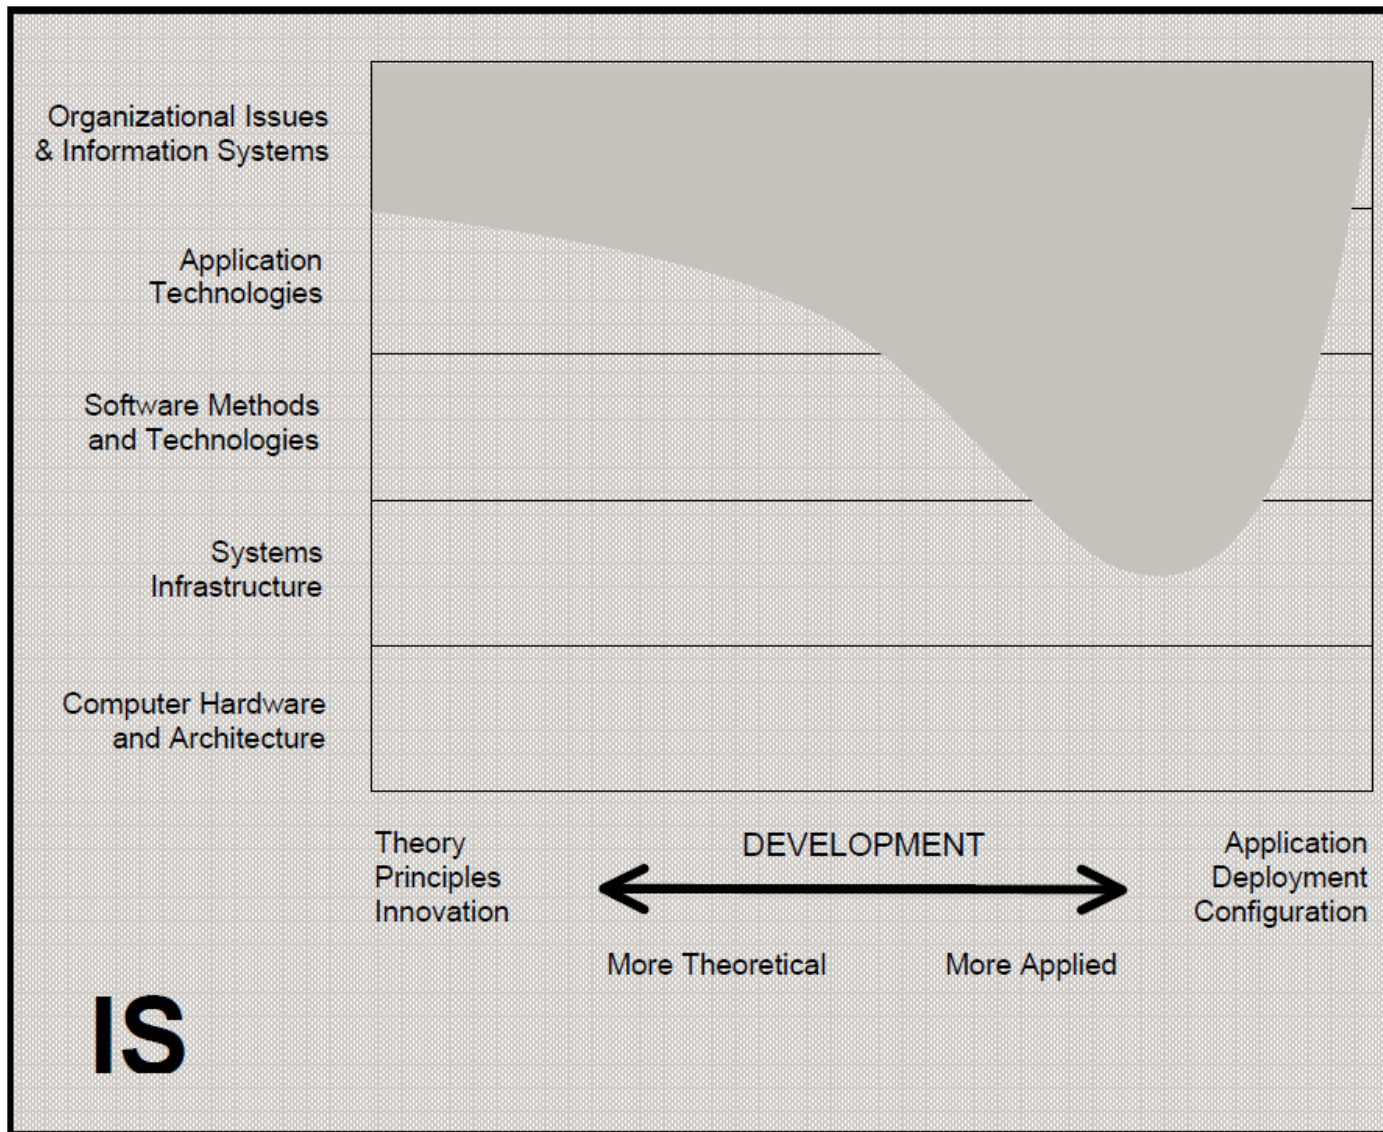 Organizational Issues
& Information Systems
Application
Technologies
Software Methods
and Technologies
Systems
Infrastructure
Computer Hardware
and Architecture
Theory
Principles
Innovation
DEVELOPMENT
Application
Deployment
Configuration
More Theoretical
More Applied
IS